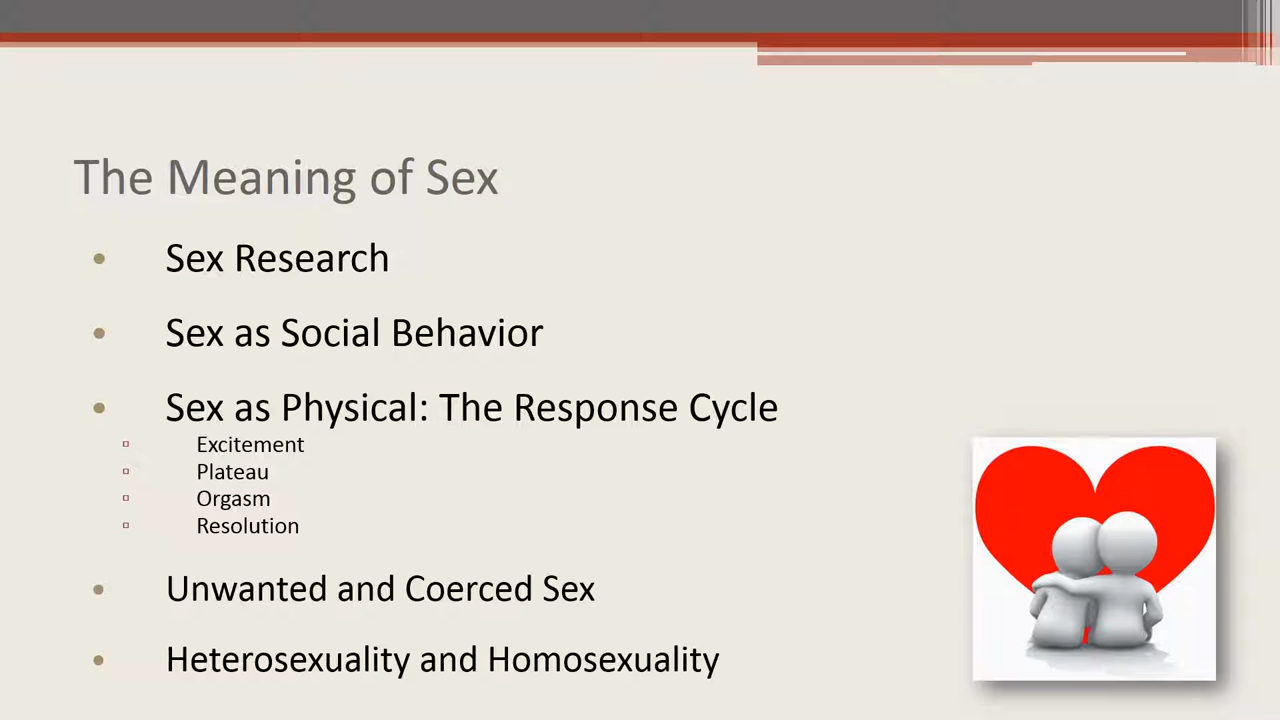 The Meaning of Sex
• Sex Research
• Sex as Social Behavior
• Sex as Physical: The Response Cycle
▫ Excitement
▫ Plateau
▫ Orgasm
▫ Resolution
• Unwanted and Coerced Sex
• Heterosexuality and Homosexuality